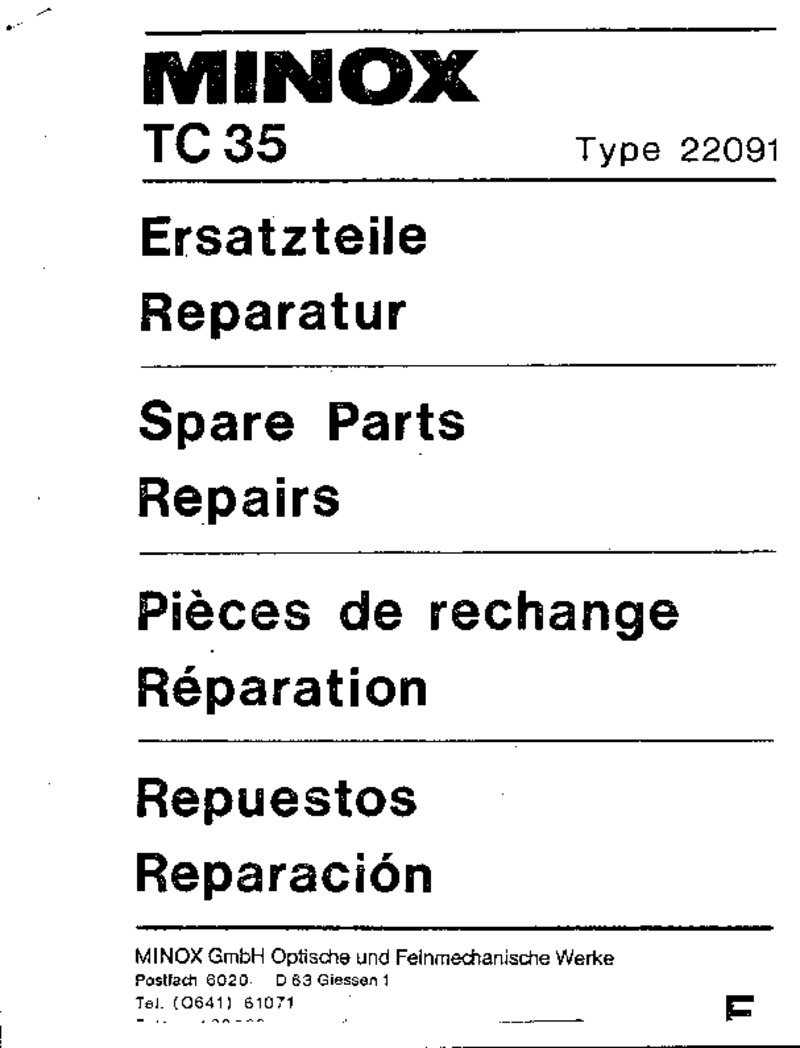 MINOX
TC 35 Type 22091
Ersatzteile
Reparatur
Spare Parts
Repairs
Pièces de rechange
Réparation
Repuestos
Reparación
MINOX GmbH Optische und Feinmechanische Werke
Postfach 6020 D 63 Giessen 1
Tel. (0641) 61071